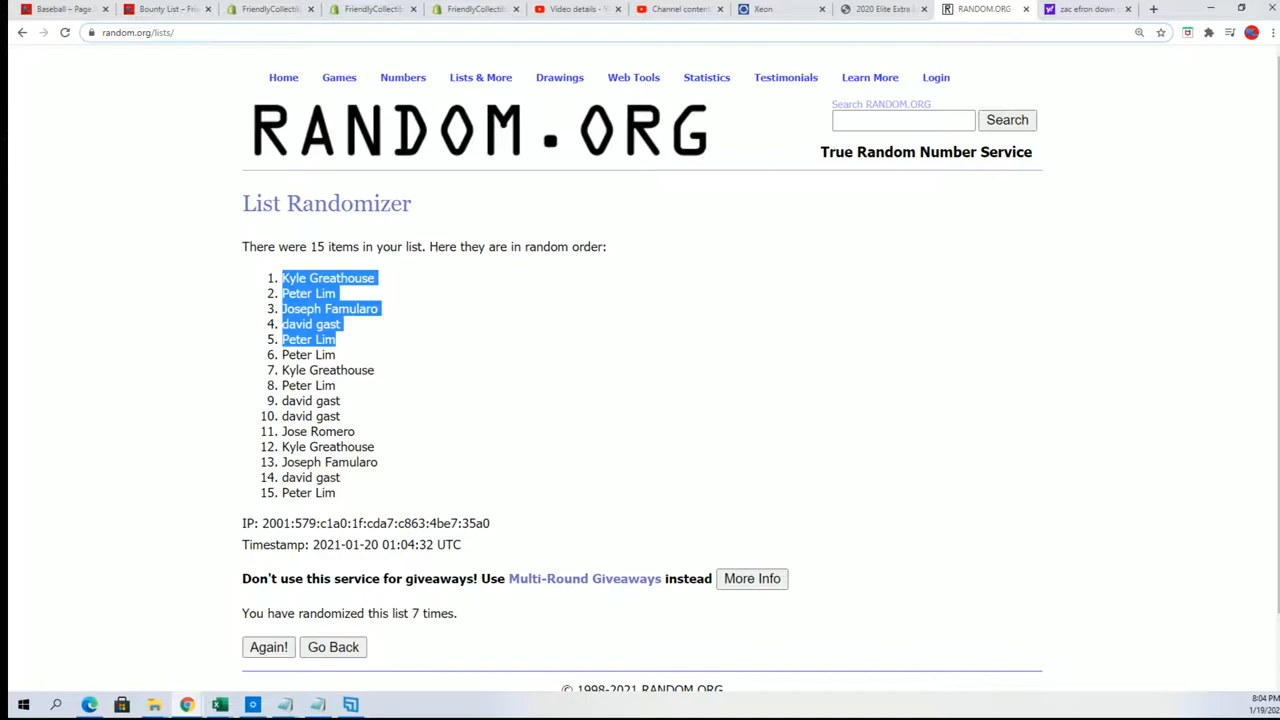 Baseball – Page
Bounty List – Fri
FriendlyCollectib
FriendlyCollectib
FriendlyCollectib
Video details -
Channel content
Xeon
2020 Elite Extra
RANDOM.ORG
zac efron down
random.org/lists/
Home Games Numbers Lists & More Drawings Web Tools Statistics Testimonials Learn More Login
RANDOM.ORG
Search RANDOM.ORG
Search
True Random Number Service
List Randomizer
There were 15 items in your list. Here they are in random order:
1. Kyle Greathouse
2. Peter Lim
3. Joseph Famularo
4. david gast
5. Peter Lim
6. Peter Lim
7. Kyle Greathouse
8. Peter Lim
9. david gast
10. david gast
11. Jose Romero
12. Kyle Greathouse
13. Joseph Famularo
14. david gast
15. Peter Lim
IP: 2001:579:c1a0:1f:cda7:c863:4be7:35a0
Timestamp: 2021-01-20 01:04:32 UTC
Don't use this service for giveaways! Use Multi-Round Giveaways instead More Info
You have randomized this list 7 times.
Again! Go Back
© 1998-2021 RANDOM.ORG
8:04 PM
1/19/202